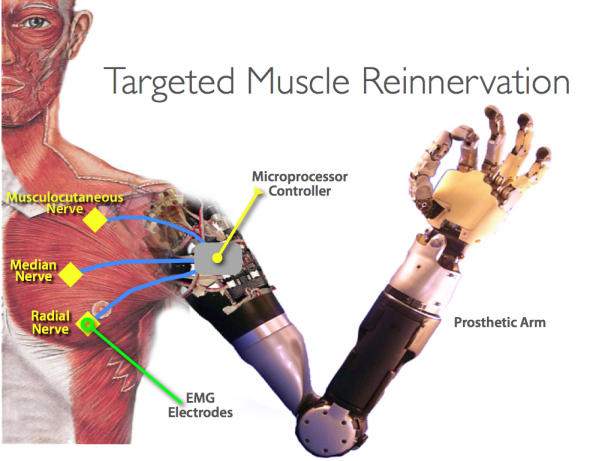 Targeted Muscle Reinnervation
Microprocessor
Controller
Musculocutaneous
Nerve
Median
Nerve
Radial
Nerve
Prosthetic Arm
EMG
Electrodes